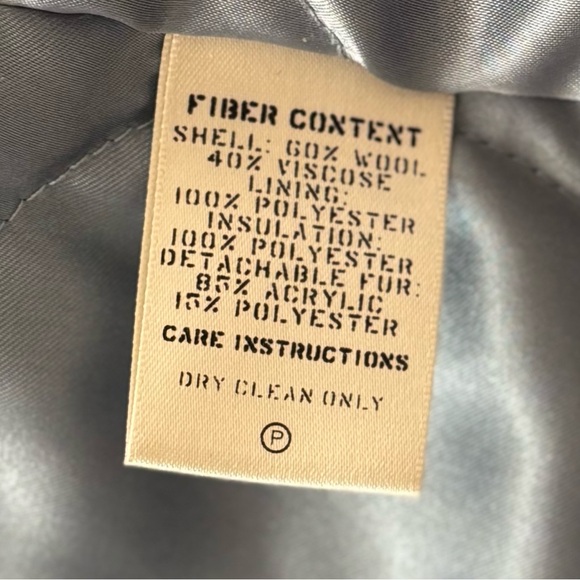 FIBER CONTENT
SHELL: 60% WOOL
40% VISCOSE
LINING:
100% POLYESTER
INSULATION:
100% POLYESTER
DETACHABLE FUR:
85% ACRYLIC
15% POLYESTER
CARE INSTRUCTIONS
DRY CLEAN ONLY
P